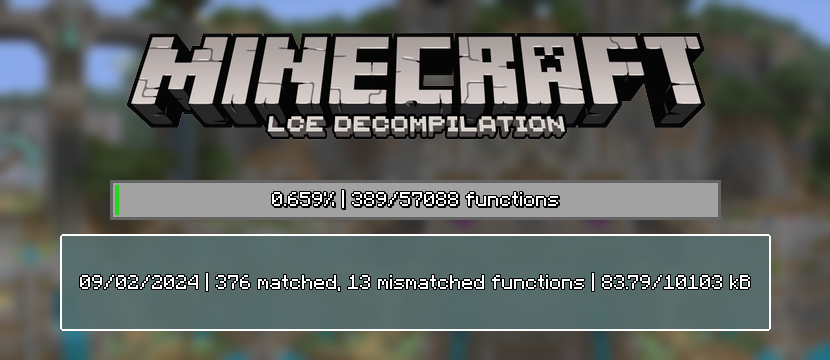 MINECRAFT
LCE DECOMPILATION
0.659% | 389/57088 functions
09/02/2024 | 376 matched, 13 mismatched functions | 83.79/10103 kB